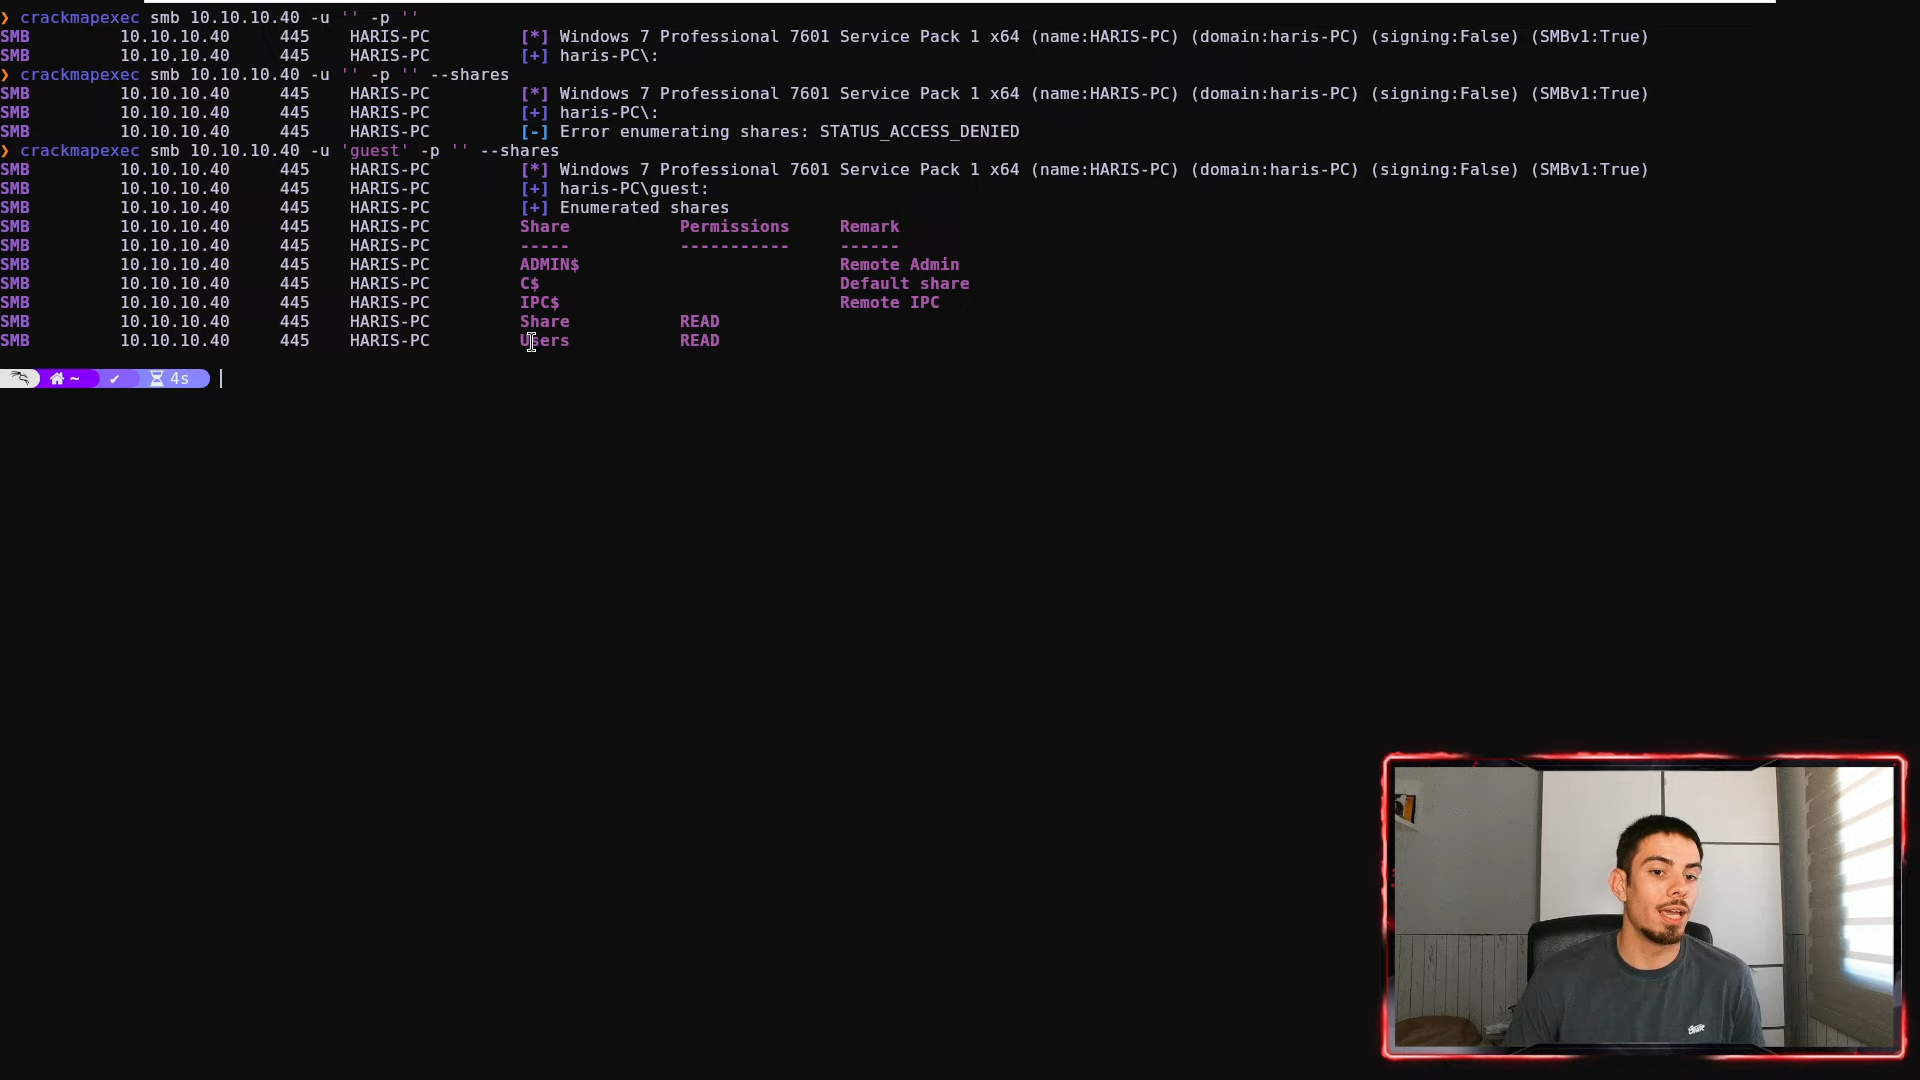 ❯ crackmapexec smb 10.10.10.40 -u '' -p ''
SMB         10.10.10.40     445    HARIS-PC         [*] Windows 7 Professional 7601 Service Pack 1 x64 (name:HARIS-PC) (domain:haris-PC) (signing:False) (SMBv1:True)
SMB         10.10.10.40     445    HARIS-PC         [+] haris-PC\:
❯ crackmapexec smb 10.10.10.40 -u '' -p '' --shares
SMB         10.10.10.40     445    HARIS-PC         [*] Windows 7 Professional 7601 Service Pack 1 x64 (name:HARIS-PC) (domain:haris-PC) (signing:False) (SMBv1:True)
SMB         10.10.10.40     445    HARIS-PC         [+] haris-PC\:
SMB         10.10.10.40     445    HARIS-PC         [-] Error enumerating shares: STATUS_ACCESS_DENIED
❯ crackmapexec smb 10.10.10.40 -u 'guest' -p '' --shares
SMB         10.10.10.40     445    HARIS-PC         [*] Windows 7 Professional 7601 Service Pack 1 x64 (name:HARIS-PC) (domain:haris-PC) (signing:False) (SMBv1:True)
SMB         10.10.10.40     445    HARIS-PC         [+] haris-PC\guest:
SMB         10.10.10.40     445    HARIS-PC         [+] Enumerated shares
SMB         10.10.10.40     445    HARIS-PC         Share           Permissions     Remark
SMB         10.10.10.40     445    HARIS-PC         -----           -----------     ------
SMB         10.10.10.40     445    HARIS-PC         ADMIN$                          Remote Admin
SMB         10.10.10.40     445    HARIS-PC         C$                              Default share
SMB         10.10.10.40     445    HARIS-PC         IPC$                            Remote IPC
SMB         10.10.10.40     445    HARIS-PC         Share           READ
SMB         10.10.10.40     445    HARIS-PC         Users           READ
~ ✔ 4s